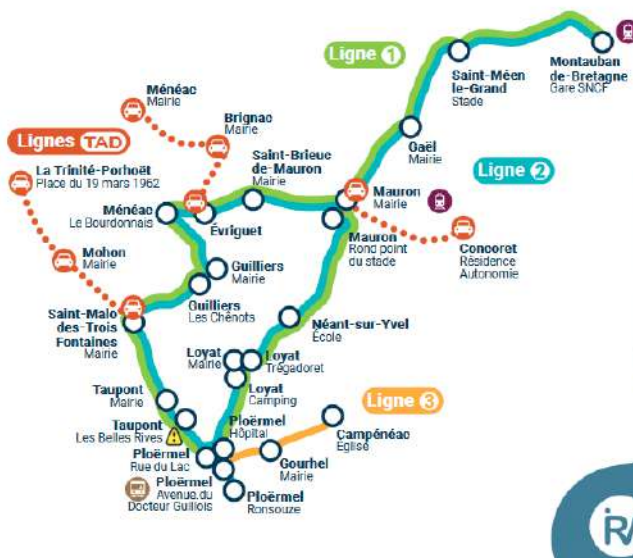 Ligne 1
Montauban
de-Bretagne
Gare SNCF
Saint-Méen
le-Grand
Stade
Ménéac
Mairie
Brignac
Mairie
Lignes TAD
La Trinité-Porhoët
Place du 19 mars 1962
Saint-Brieuc
de-Mauron
Mairie
Gaël
Mairie
Ligne 2
Ménéac
Le Bourdonnais
Évriguet
Mauron
Mairie
Mauron
Rond point
du stade
Concoret
Résidence
Autonomie
Mohon
Mairie
Guilliers
Mairie
Guilliers
Les Chênots
Saint-Malo
des-Trois
Fontaines
Mairie
Néant-sur-Yvel
École
Loyat
Mairie
Loyat
Trégadoret
Loyat
Camping
Taupont
Mairie
Taupont
Les Belles Rives
Ligne 3
Ploërmel
Hôpital
Campénéac
Église
Ploërmel
Rue du Lac
Gourhel
Mairie
Ploërmel
Avenue du
Docteur Guillois
Ploërmel
Ronsouze